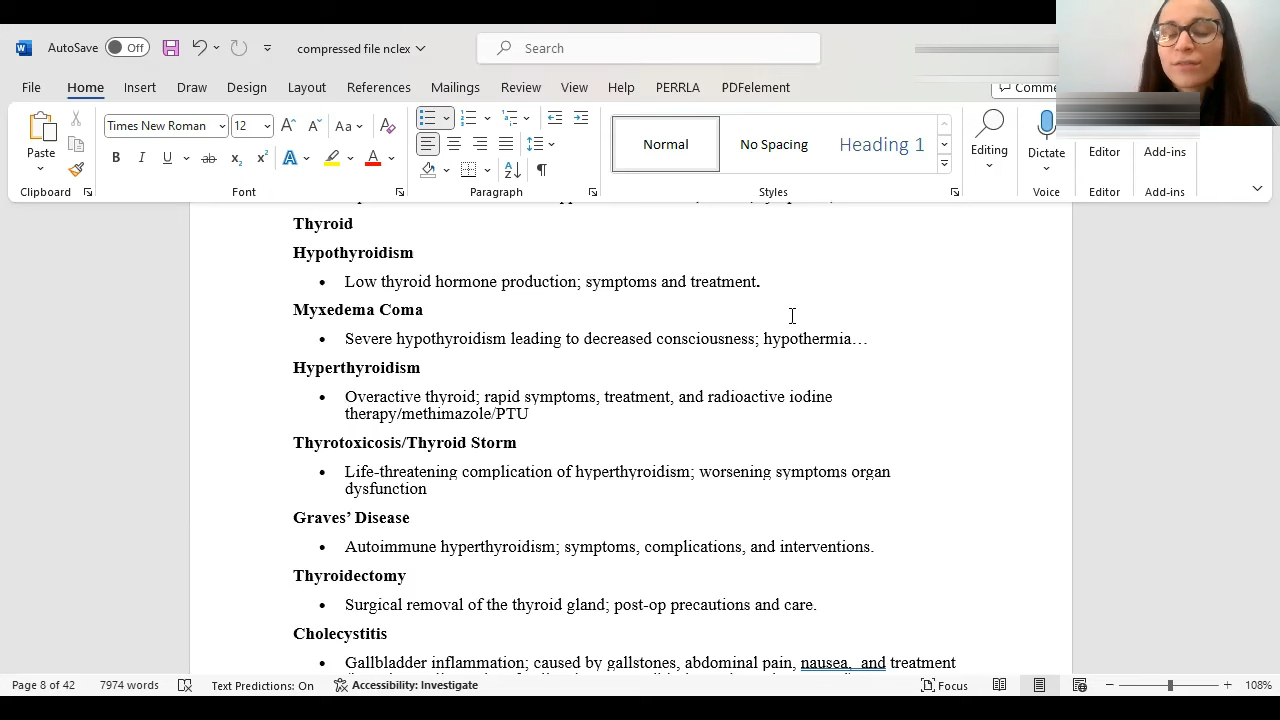 AutoSave Off compressed file nclex Search
File Home Insert Draw Design Layout References Mailings Review View Help PERRLA PDFelement Comme
Times New Roman 12 Aa
Paste Normal No Spacing Heading 1 Editing Dictate Editor Add-ins
Clipboard Font Paragraph Styles Voice Editor Add-ins
Thyroid
Hypothyroidism
• Low thyroid hormone production; symptoms and treatment.
Myxedema Coma
• Severe hypothyroidism leading to decreased consciousness; hypothermia…
Hyperthyroidism
• Overactive thyroid; rapid symptoms, treatment, and radioactive iodine
therapy/methimazole/PTU
Thyrotoxicosis/Thyroid Storm
• Life-threatening complication of hyperthyroidism; worsening symptoms organ
dysfunction
Graves’ Disease
• Autoimmune hyperthyroidism; symptoms, complications, and interventions.
Thyroidectomy
• Surgical removal of the thyroid gland; post-op precautions and care.
Cholecystitis
• Gallbladder inflammation; caused by gallstones, abdominal pain, nausea, and treatment
Page 8 of 42 7974 words Text Predictions: On Accessibility: Investigate Focus 108%